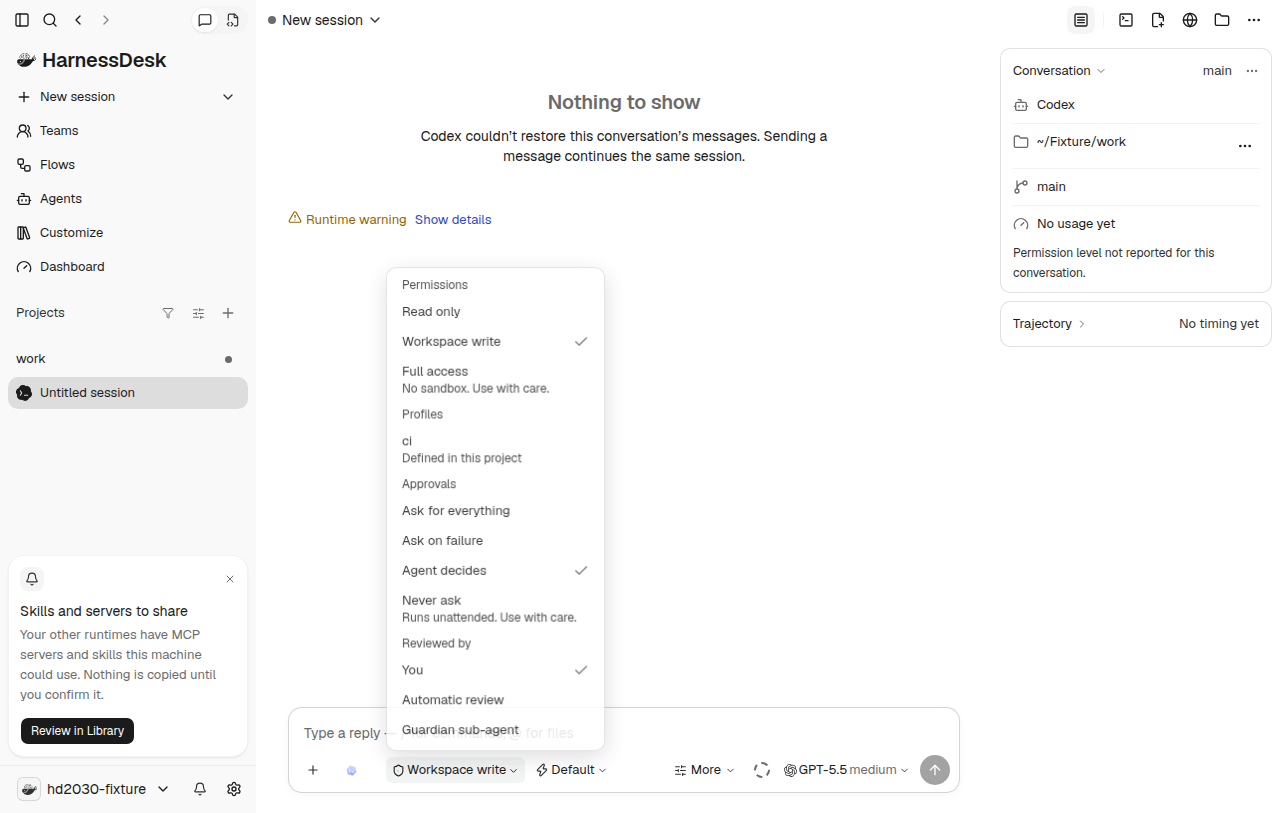 New session
HarnessDesk
New session
Teams
Flows
Agents
Customize
Dashboard
Projects
work
Untitled session
Skills and servers to share
Your other runtimes have MCP
servers and skills this machine
could use. Nothing is copied until
you confirm it.
Review in Library
hd2030-fixture
Nothing to show
Codex couldn’t restore this conversation’s messages. Sending a
message continues the same session.
Runtime warning Show details
Permissions
Read only
Workspace write
Full access
No sandbox. Use with care.
Profiles
ci
Defined in this project
Approvals
Ask for everything
Ask on failure
Agent decides
Never ask
Runs unattended. Use with care.
Reviewed by
You
Automatic review
Guardian sub-agent
Type a reply for files
Workspace write Default More GPT-5.5 medium
Conversation main
Codex
~/Fixture/work
main
No usage yet
Permission level not reported for this
conversation.
Trajectory No timing yet